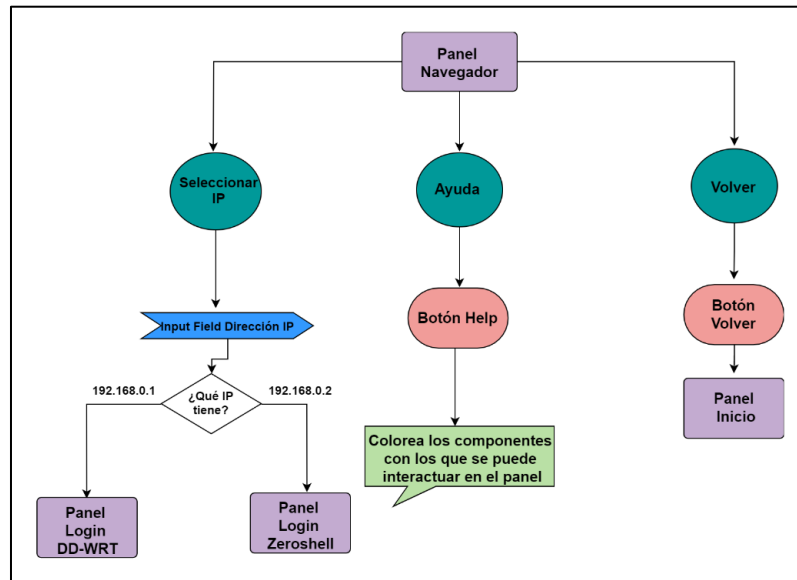 Panel
Navegador
Seleccionar
IP
Ayuda
Volver
Input Field Dirección IP
Botón Help
Botón
Volver
192.168.0.1
¿Qué IP
tiene?
192.168.0.2
Panel
Inicio
Colorea los componentes
con los que se puede
interactuar en el panel
Panel
Login
DD-WRT
Panel
Login
Zeroshell